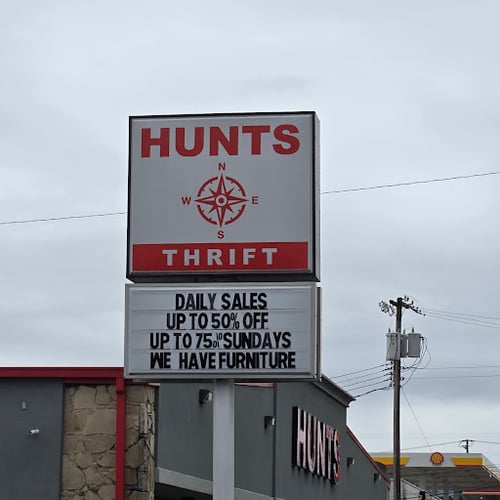 HUNTS
N
W E
S
THRIFT
DAILY SALES
UP TO 50% OFF
UP TO 75% SUNDAYS
WE HAVE FURNITURE
HUNTS